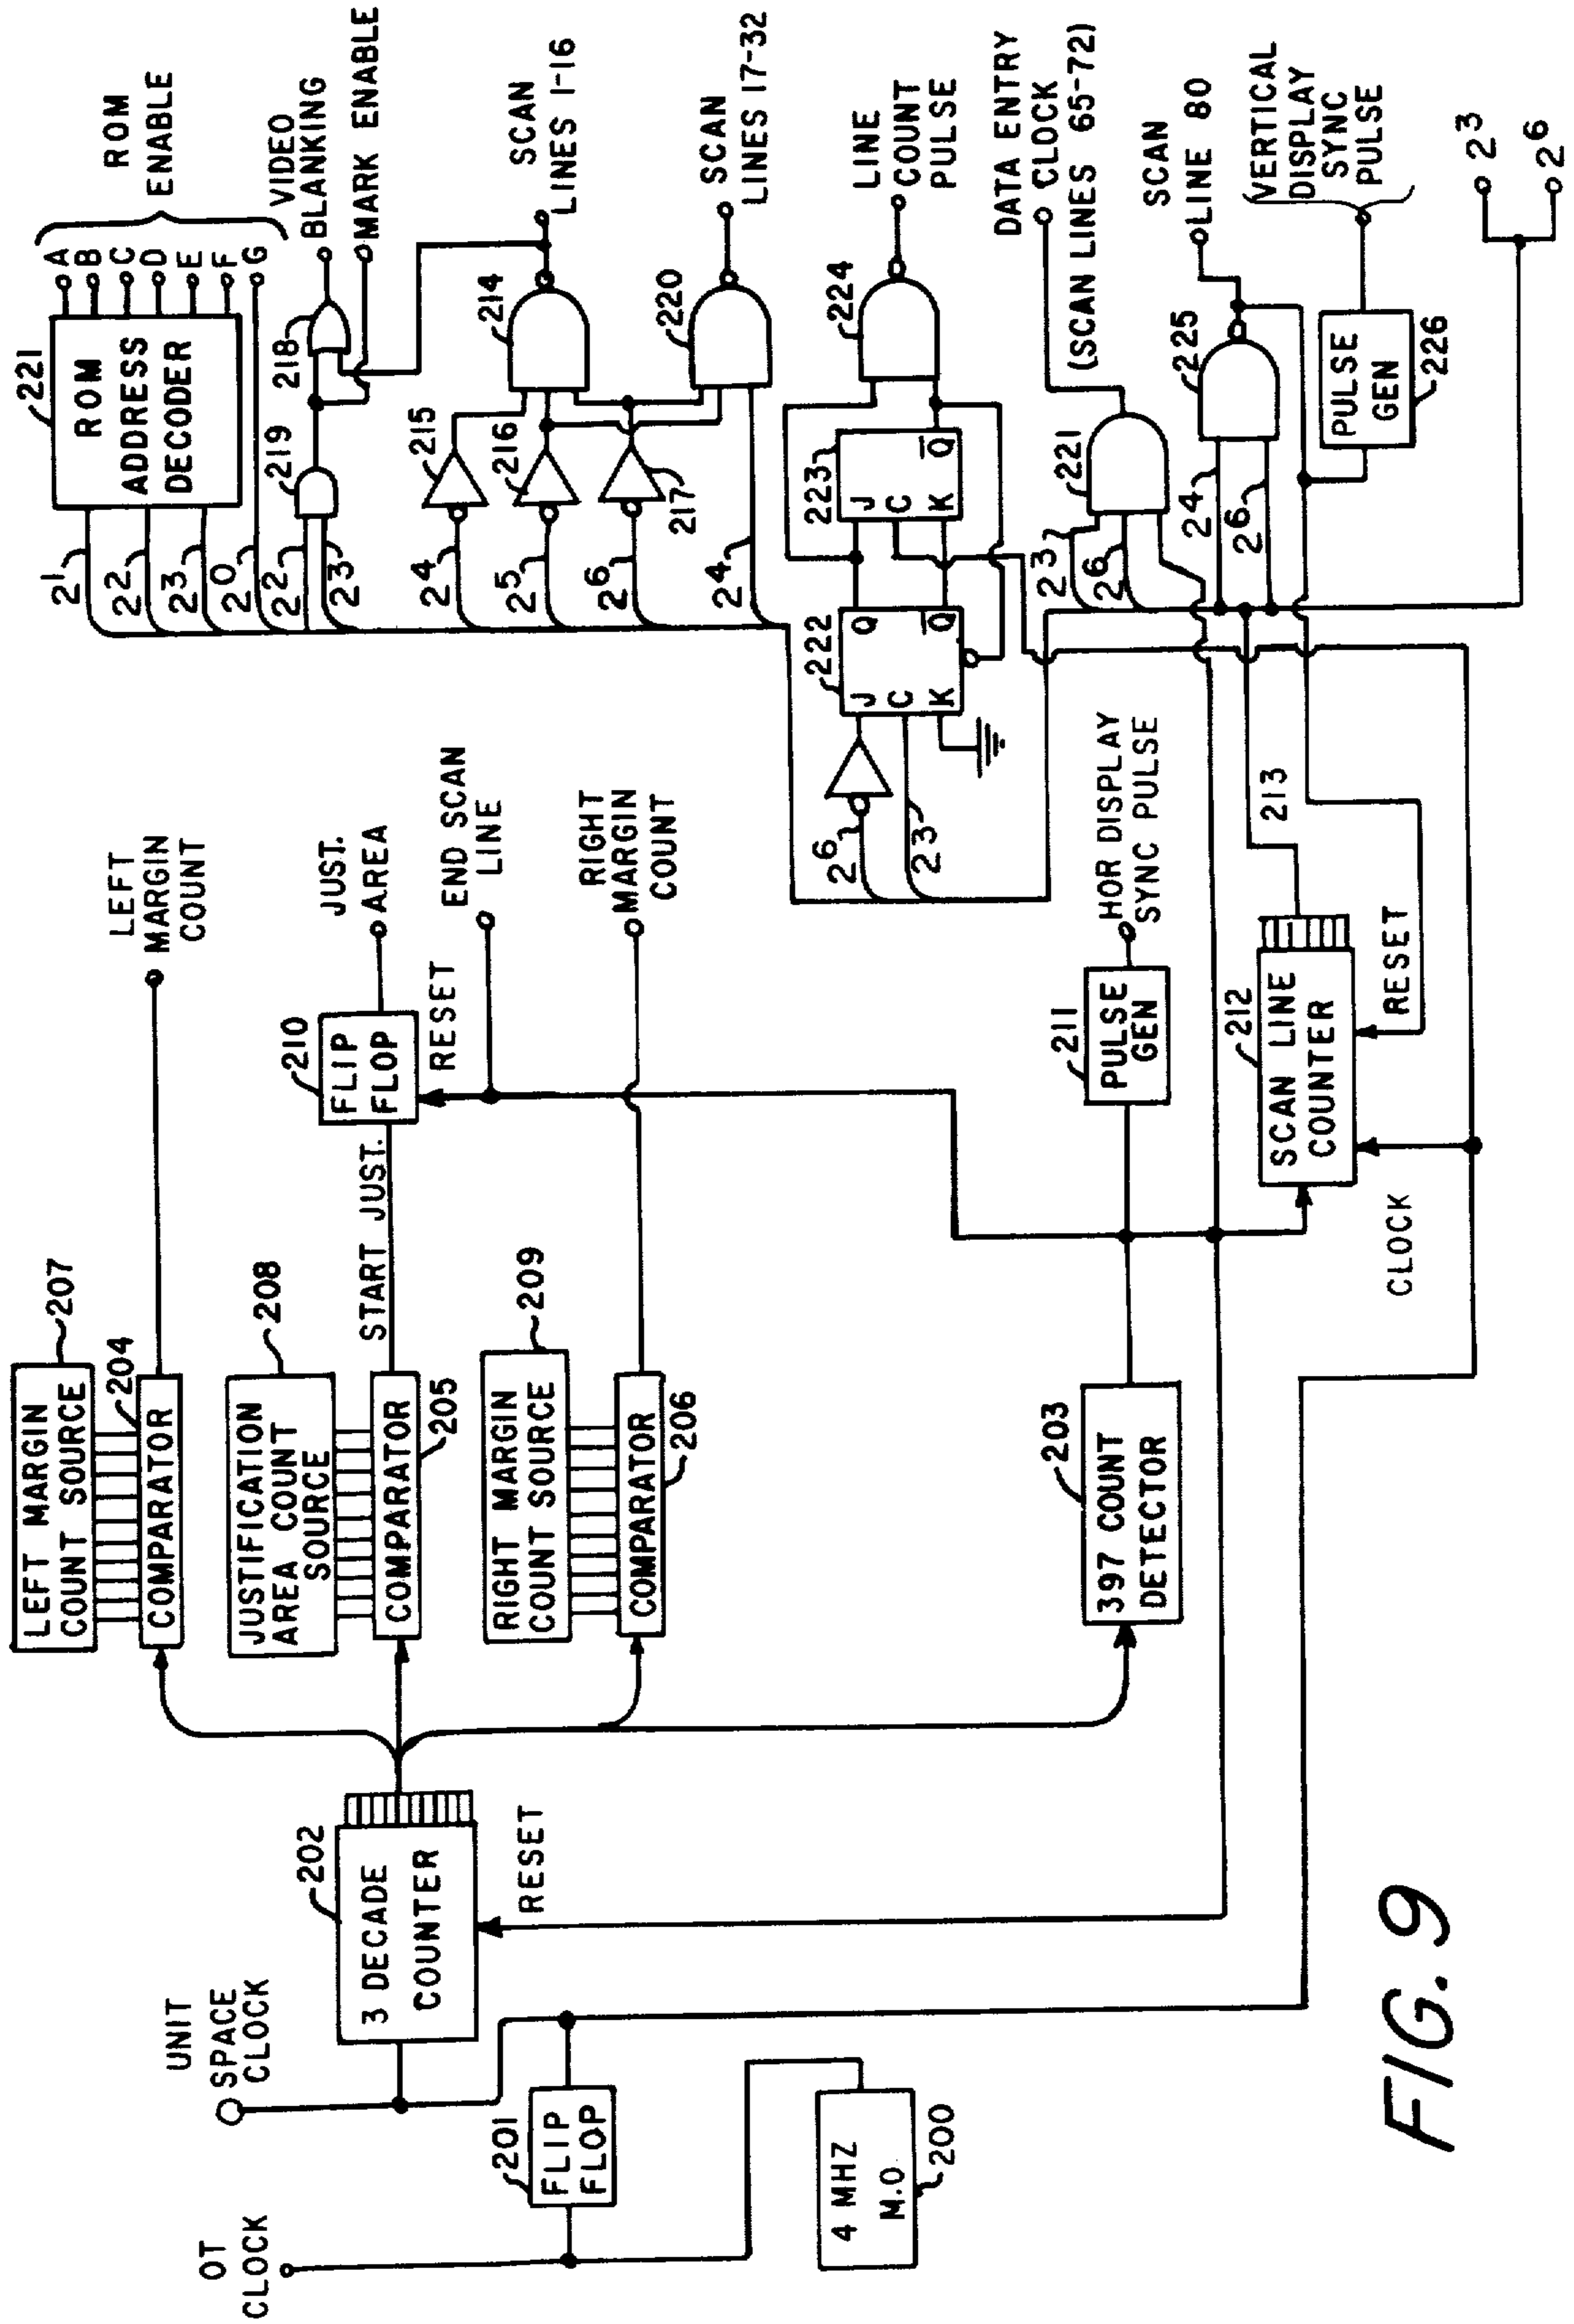 OT
CLOCK
UNIT
SPACE
CLOCK
4 MHZ
M.O.
200
201
FLIP
FLOP
202
3 DECADE
COUNTER
RESET
LEFT MARGIN
COUNT SOURCE
207
204
COMPARATOR
JUSTIFICATION
AREA COUNT
SOURCE
208
COMPARATOR
205
RIGHT MARGIN
COUNT SOURCE
209
COMPARATOR
206
203
397 COUNT
DETECTOR
LEFT
MARGIN
COUNT
START JUST.
210
FLIP
FLOP
RESET
JUST.
AREA
END SCAN
LINE
RIGHT
MARGIN
COUNT
211
PULSE
GEN
HOR DISPLAY
SYNC PULSE
212
SCAN LINE
COUNTER
CLOCK
RESET
213
221
ROM
ADDRESS
DECODER
2¹
2²
2³
2⁰
A
B
C
D
E
F
G
ROM
ENABLE
2²
2³
219
218
VIDEO
BLANKING
MARK ENABLE
2⁴
2⁵
2⁶
215
216
217
214
SCAN
LINES 1-16
2⁴
220
SCAN
LINES 17-32
2⁶
2³
222
J
C
K
Q
Q̅
223
J
C
K
Q̅
224
LINE
COUNT
PULSE
2³
2⁶
221
DATA ENTRY
CLOCK
(SCAN LINES 65-72)
2⁴
2⁶
225
SCAN
LINE 80
PULSE
GEN
226
VERTICAL
DISPLAY
SYNC
PULSE
2³
2⁶
FIG. 9